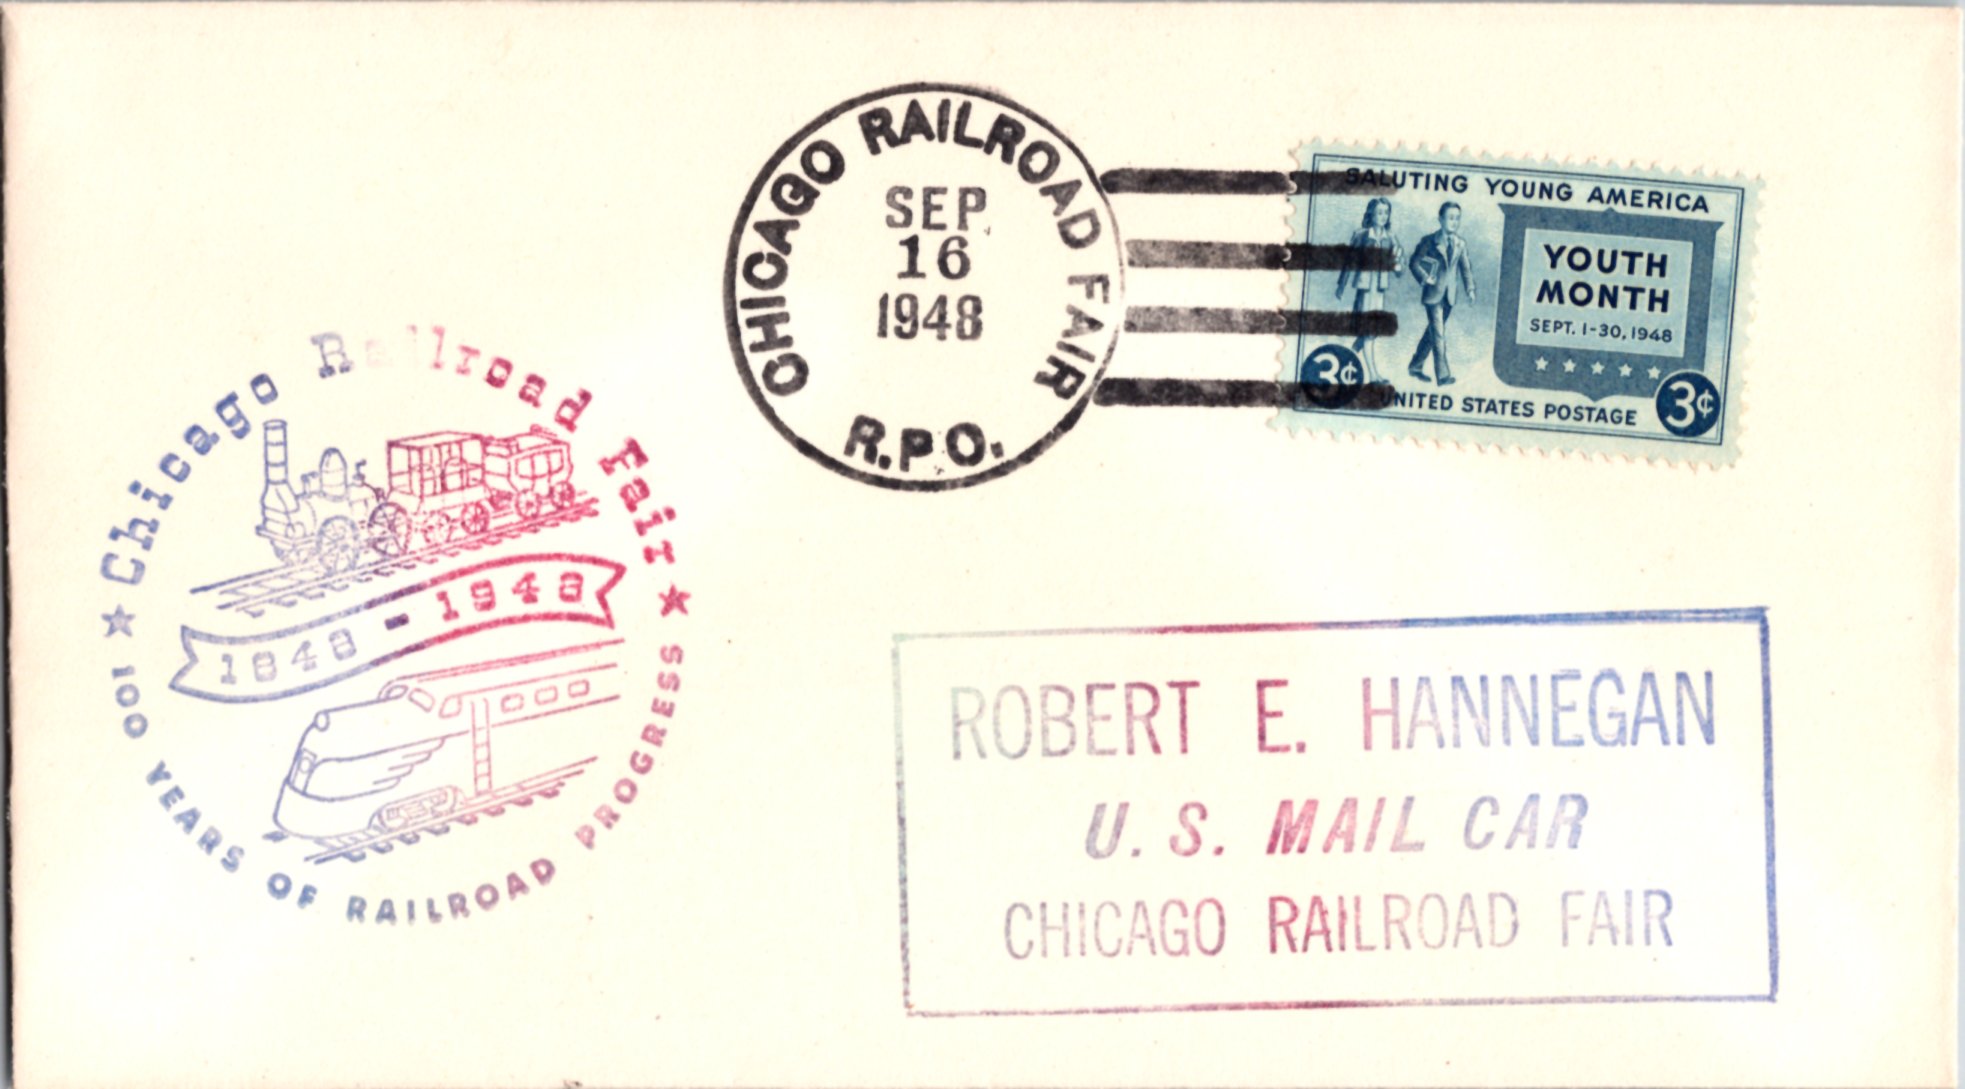 CHICAGO RAILROAD FAIR
SEP
16
1948
R.P.O.
SALUTING YOUNG AMERICA
YOUTH
MONTH
SEPT. 1-30, 1948
3¢
3¢
UNITED STATES POSTAGE
Chicago Railroad Fair
1848-1948
100 YEARS OF RAILROAD PROGRESS
ROBERT E. HANNEGAN
U.S. MAIL CAR
CHICAGO RAILROAD FAIR